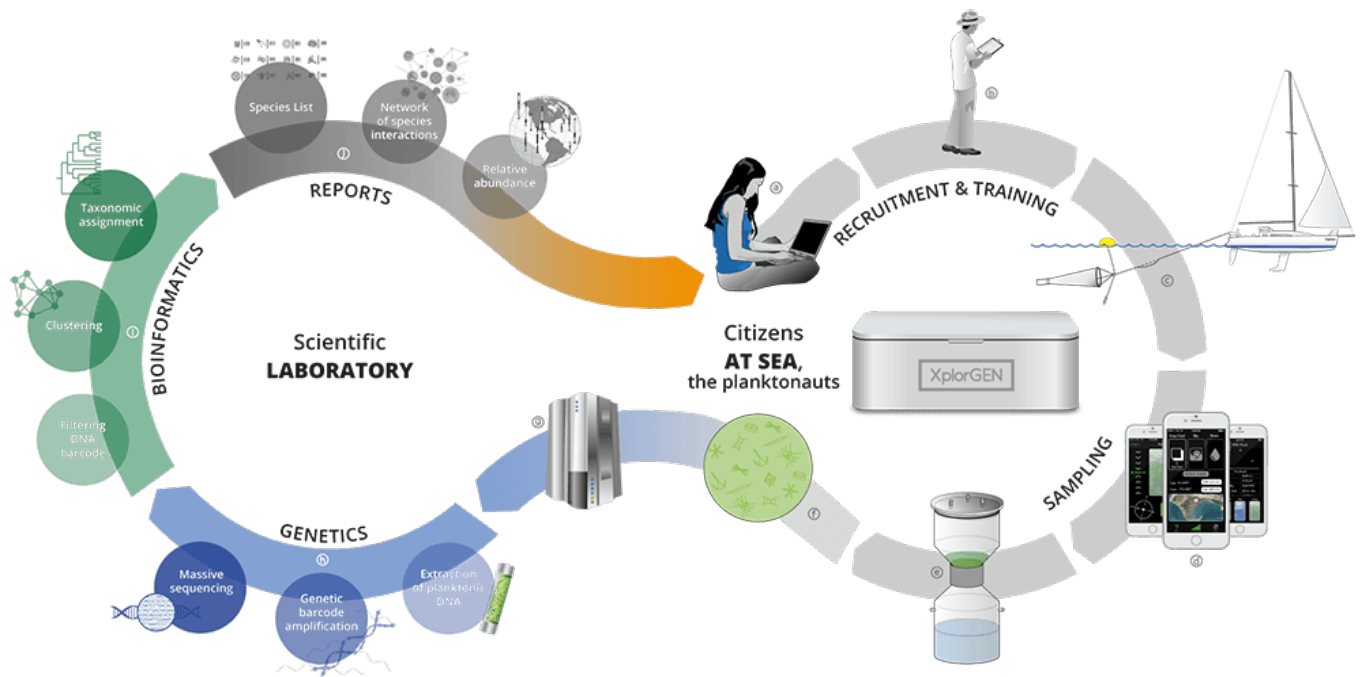 Species List
Network
of species
interactions
Relative
abundance
j
REPORTS
Taxonomic
assignment
Clustering
Filtering
DNA
barcode
i
BIOINFORMATICS
Scientific
LABORATORY
a
b
RECRUITMENT & TRAINING
c
Citizens
AT SEA,
the planktonauts
XplorGEN
SAMPLING
d
e
f
g
GENETICS
h
Massive
sequencing
Genetic
barcode
amplification
Extraction
of planktonic
DNA